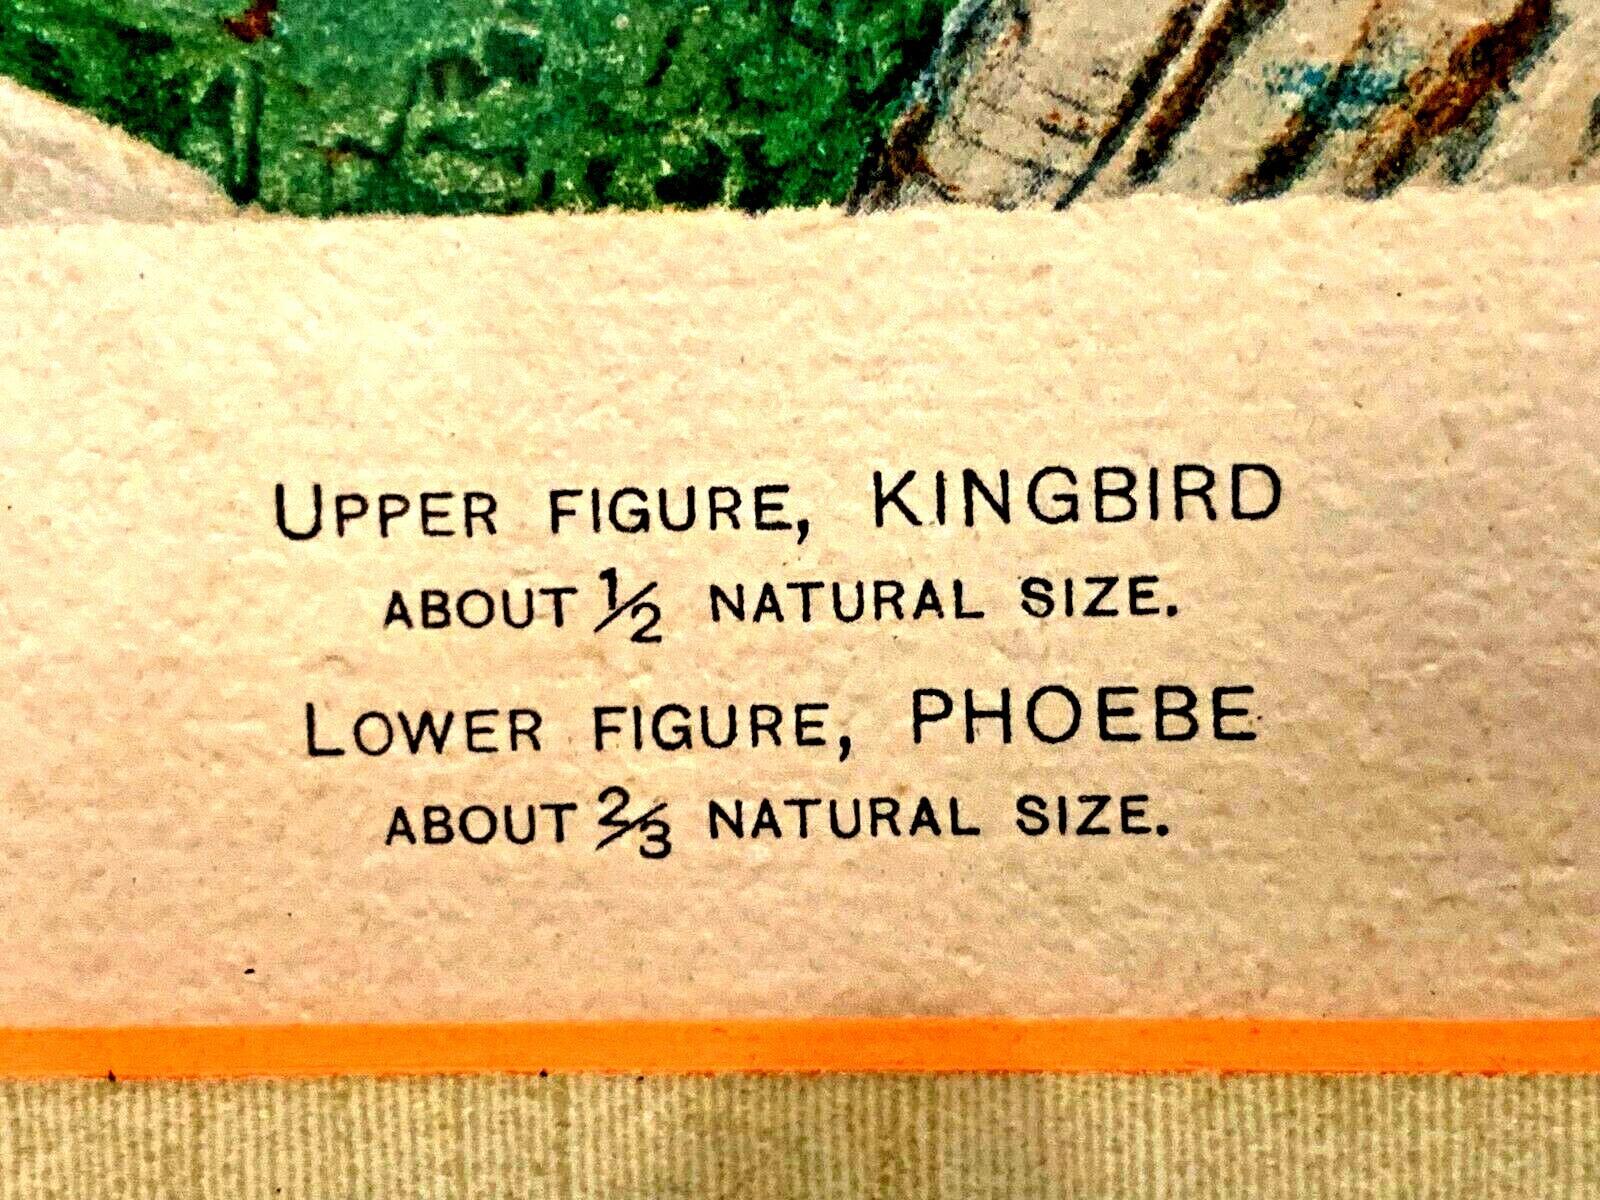 UPPER FIGURE, KINGBIRD
ABOUT ½ NATURAL SIZE.
LOWER FIGURE, PHOEBE
ABOUT ⅔ NATURAL SIZE.